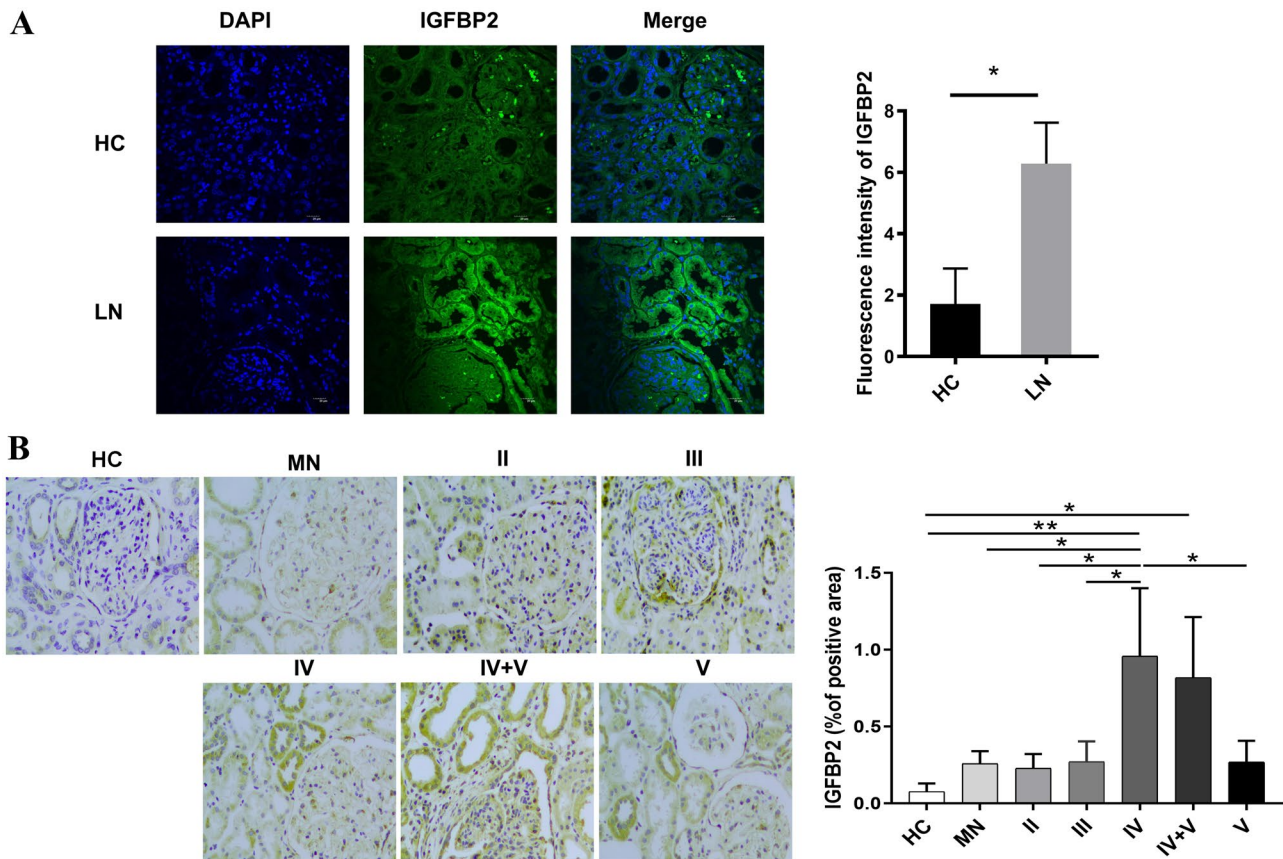 A
DAPI IGFBP2 Merge
HC
LN
*
Fluorescence intensity of IGFBP2
8
6
4
2
0
HC LN
B
HC MN II III
IV IV+V V
*
**
*
* *
*
IGFBP2 (%of positive area)
1.5
1.0
0.5
0.0
HC MN II III IV IV+V V